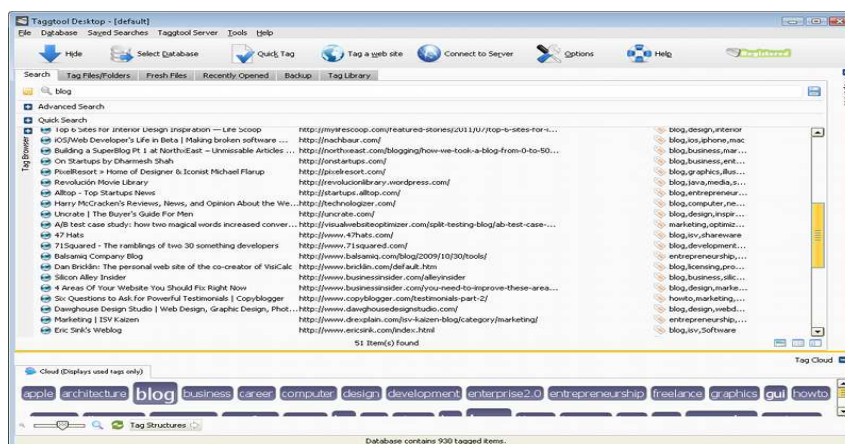 Taggtool Desktop - [default]
File Database Saved Searches Taggtool Server Tools Help
Hide Select Database Quick Tag Tag a web site Connect to Server Options Help Registered
Search Tag Files/Folders Fresh Files Recently Opened Backup Tag Library
blog
Advanced Search
Quick Search
Tag Browser
Top 6 Sites for Interior Design Inspiration — Life Scoop http://mylifescoop.com/featured-stories/2011/07/top-6-sites-for-i... blog,design,interior
iOS/Web Developer's Life in Beta | Making broken software ... http://nachbaur.com/ blog,ios,iphone,mac
Building a SuperBlog Pt 1 at NorthxEast – Unmissable Articles ... http://northxeast.com/blogging/how-we-took-a-blog-from-0-to-50... blog,business,mar...
On Startups by Dharmesh Shah http://onstartups.com/ blog,business,ent...
PixelResort » Home of Designer & Iconist Michael Flarup http://pixelresort.com/ blog,graphics,illus...
Revolución Movie Library http://revolucionlibrary.wordpress.com/ blog,java,media,s...
Alltop - Top Startups News http://startups.alltop.com/ blog,entrepreneur...
Harry McCracken's Reviews, News, and Opinion About the We... http://technologizer.com/ blog,computer,ne...
Uncrate | The Buyer's Guide For Men http://uncrate.com/ blog,design,inspir...
A/B test case study: how two magical words increased conver... http://visualwebsiteoptimizer.com/split-testing-blog/ab-test-case-... marketing,optimiz...
47 Hats http://www.47hats.com/ blog,isv,shareware
71Squared - The ramblings of two 30 something developers http://www.71squared.com/ blog,development...
Balsamiq Company Blog http://www.balsamiq.com/blog/2009/10/30/tools/ entrepreneurship,...
Dan Bricklin: The personal web site of the co-creator of VisiCalc http://www.bricklin.com/default.htm blog,licensing,pro...
Silicon Alley Insider http://www.businessinsider.com/alleyinsider blog,business,silic...
4 Areas Of Your Website You Should Fix Right Now http://www.businessinsider.com/you-need-to-improve-these-area... blog,design,marke...
Six Questions to Ask for Powerful Testimonials | Copyblogger http://www.copyblogger.com/testimonials-part-2/ howto,marketing,...
Dawghouse Design Studio | Web Design, Graphic Design, Phot... http://www.dawghousedesignstudio.com/ blog,design,webd...
Marketing | ISV Kaizen http://www.drexplain.com/isv-kaizen-blog/category/marketing/ entrepreneurship,...
Eric Sink's Weblog http://www.ericsink.com/index.html blog,isv,Software
51 Item(s) found
Tag Cloud
Cloud (Displays used tags only)
apple architecture blog business career computer design development enterprise2.0 entrepreneurship freelance graphics gui howto
Tag Structures
Database contains 930 tagged items.